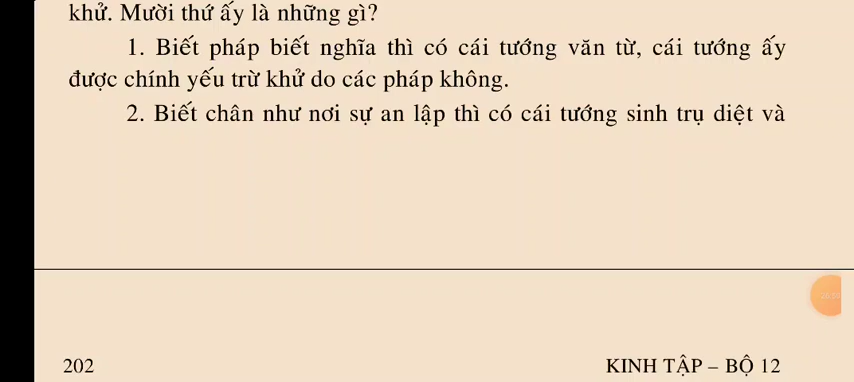 khử. Mười thứ ấy là những gì?
1. Biết pháp biết nghĩa thì có cái tướng văn từ, cái tướng ấy
được chính yếu trừ khử do các pháp không.
2. Biết chân như nơi sự an lập thì có cái tướng sinh trụ diệt và
202
KINH TẬP – BỘ 12